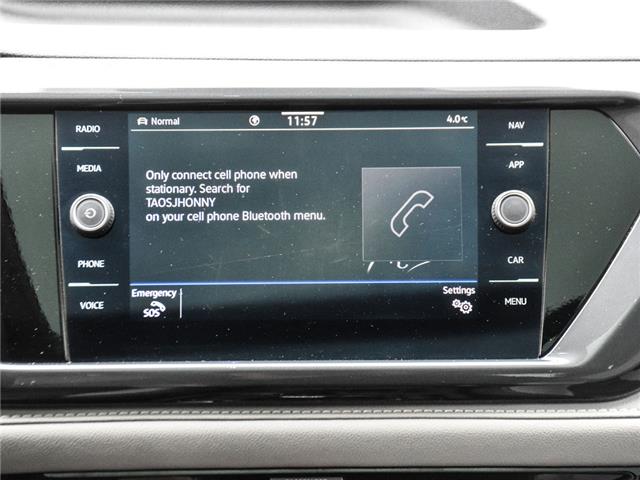 RADIO
MEDIA
PHONE
VOICE
Normal
11:57
4.0°C
Only connect cell phone when
stationary. Search for
TAOSJHONNY
on your cell phone Bluetooth menu.
Emergency
SOS
Settings
NAV
APP
CAR
MENU